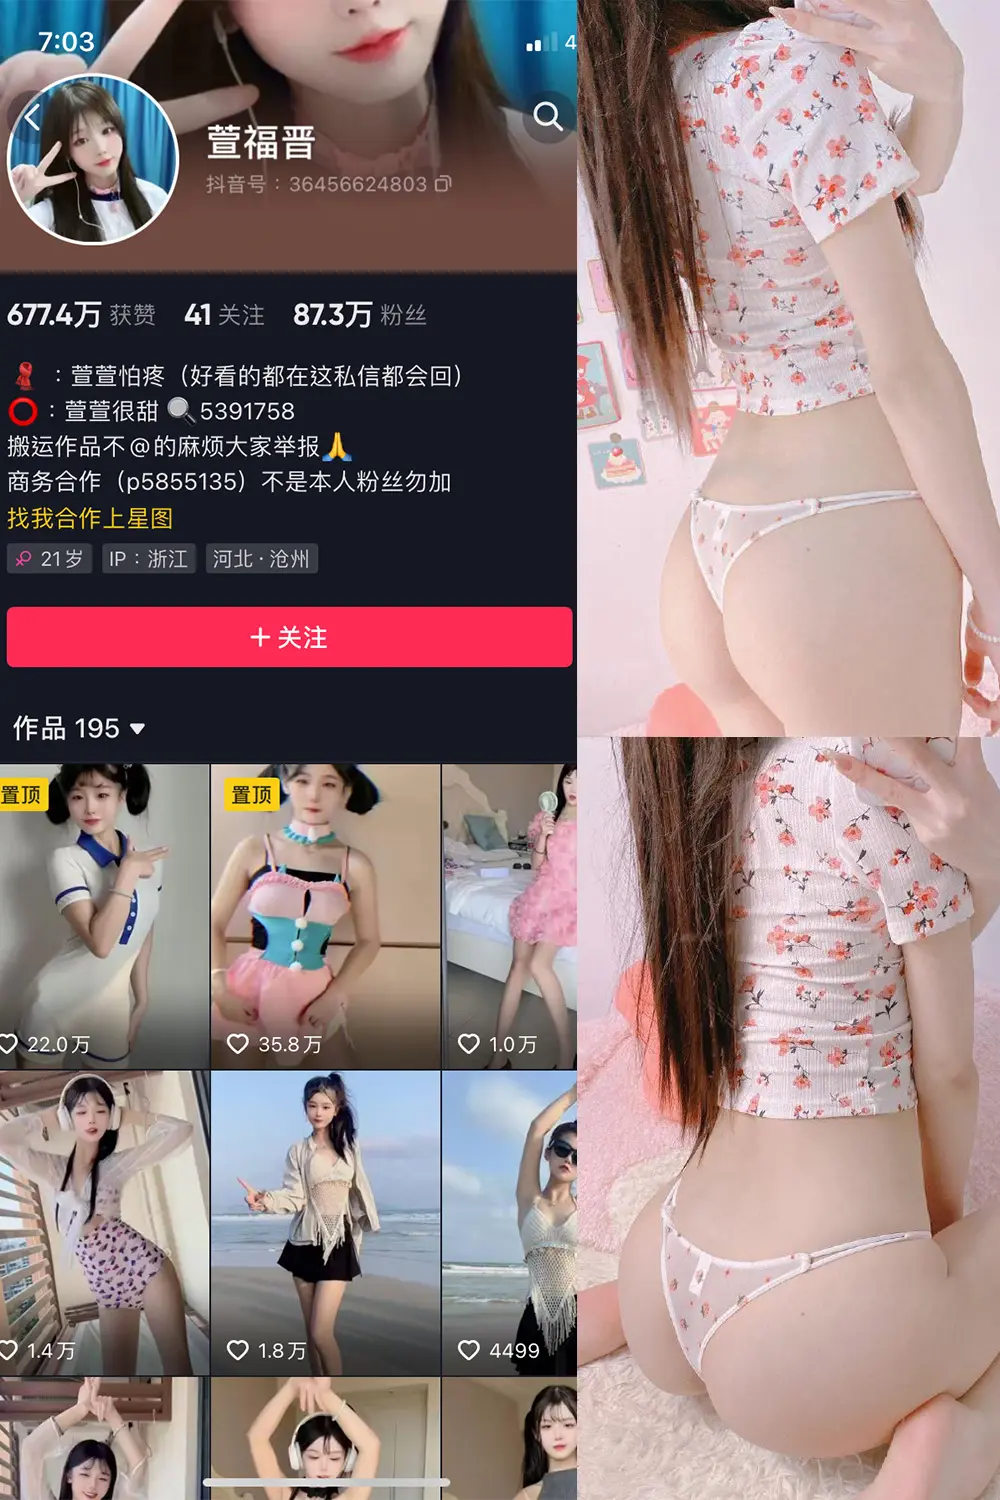 7:03
4
萱福晋
抖音号：36456624803
677.4万 获赞 41 关注 87.3万 粉丝
：萱萱怕疼（好看的都在这私信都会回）
：萱萱很甜 🔍5391758
搬运作品不@的麻烦大家举报🙏
商务合作（p5855135）不是本人粉丝勿加
找我合作上星图
21岁 IP：浙江 河北·沧州
+关注
作品 195
置顶 置顶
22.0万 35.8万 1.0万
1.4万 1.8万 4499